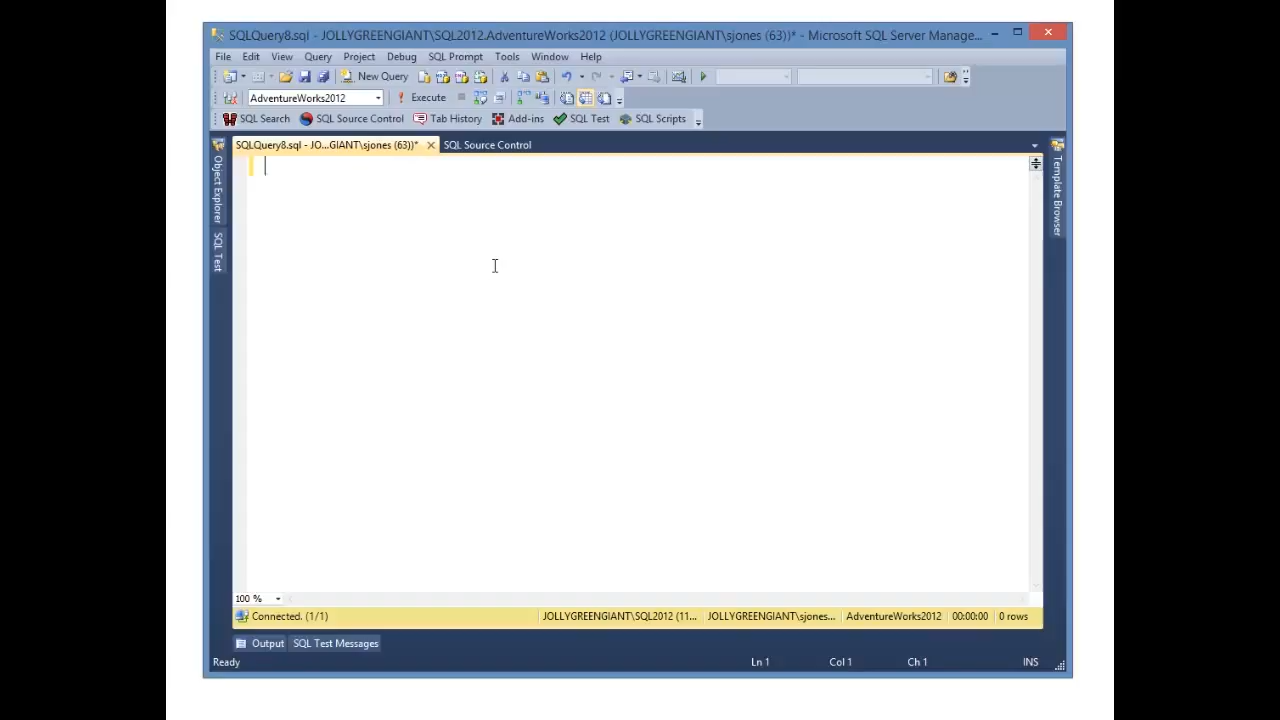 SQLQuery8.sql - JOLLYGREENGIANT\SQL2012.AdventureWorks2012 (JOLLYGREENGIANT\sjones (63))* - Microsoft SQL Server Manage...
File Edit View Query Project Debug SQL Prompt Tools Window Help
New Query
AdventureWorks2012 Execute
SQL Search SQL Source Control Tab History Add-ins SQL Test SQL Scripts
SQLQuery8.sql - JO...GIANT\sjones (63))* SQL Source Control
Object Explorer
SQL Test
Template Browser
100 %
Connected. (1/1) JOLLYGREENGIANT\SQL2012 (11... JOLLYGREENGIANT\sjones... AdventureWorks2012 00:00:00 0 rows
Output SQL Test Messages
Ready Ln 1 Col 1 Ch 1 INS